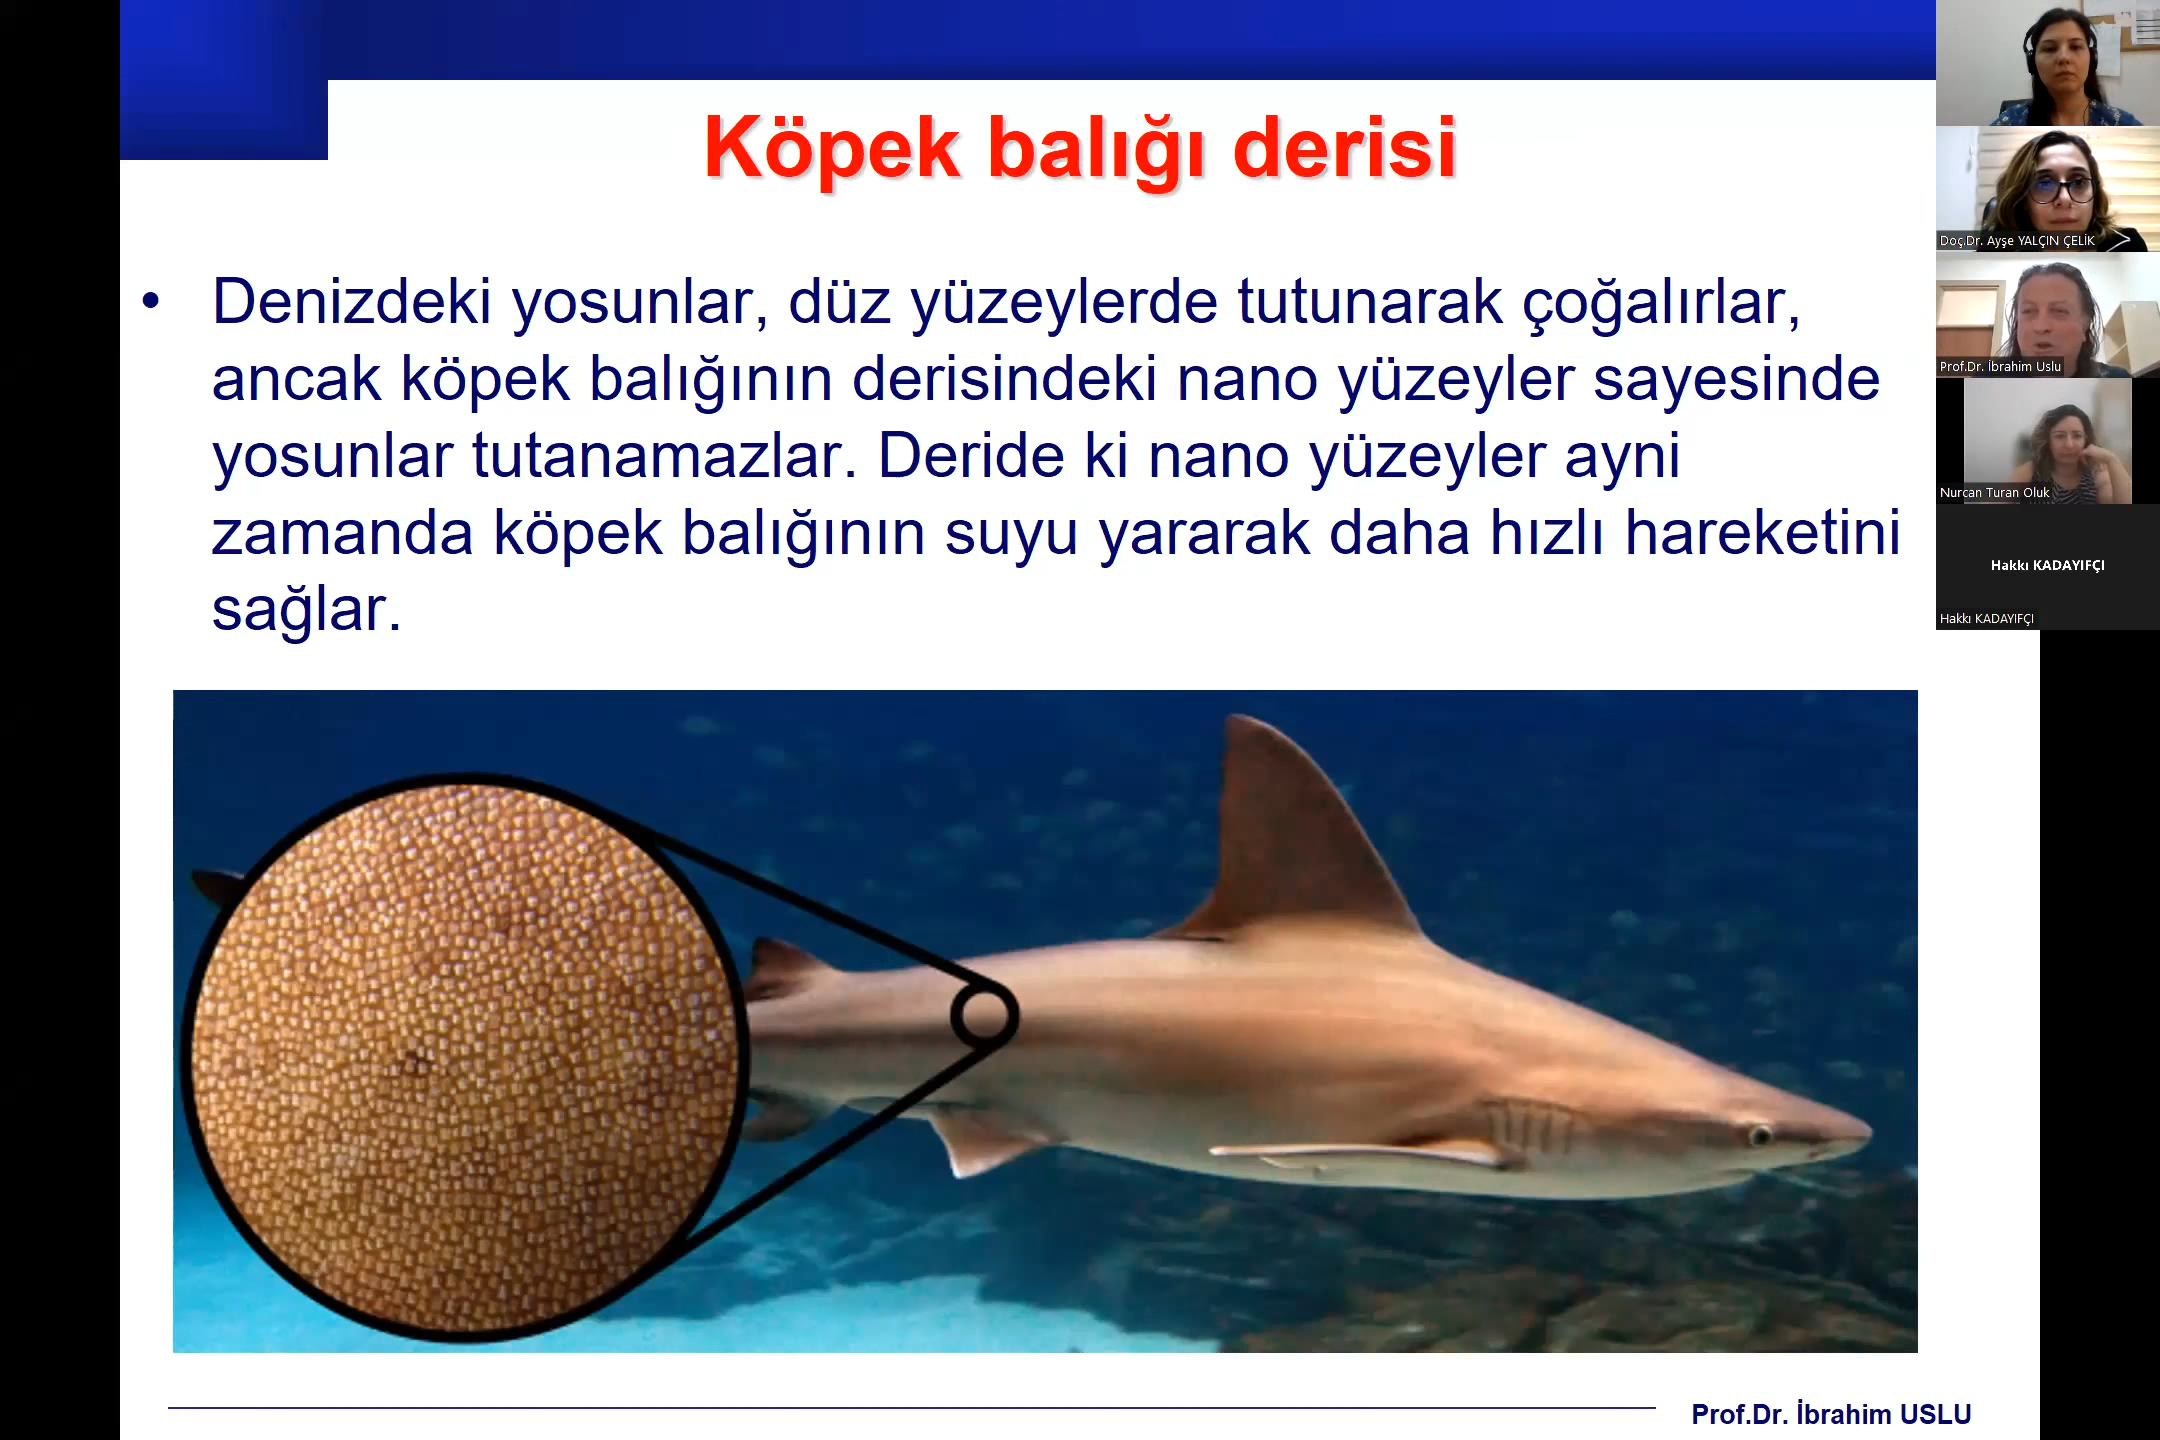 Köpek balığı derisi
• Denizdeki yosunlar, düz yüzeylerde tutunarak çoğalırlar,
ancak köpek balığının derisindeki nano yüzeyler sayesinde
yosunlar tutanamazlar. Deride ki nano yüzeyler ayni
zamanda köpek balığının suyu yararak daha hızlı hareketini
sağlar.
Prof.Dr. İbrahim USLU
Doç.Dr. Ayşe YALÇIN ÇELİK
Prof.Dr. İbrahim Uslu
Nurcan Turan Oluk
Hakkı KADAYIFÇI
Hakkı KADAYIFÇI